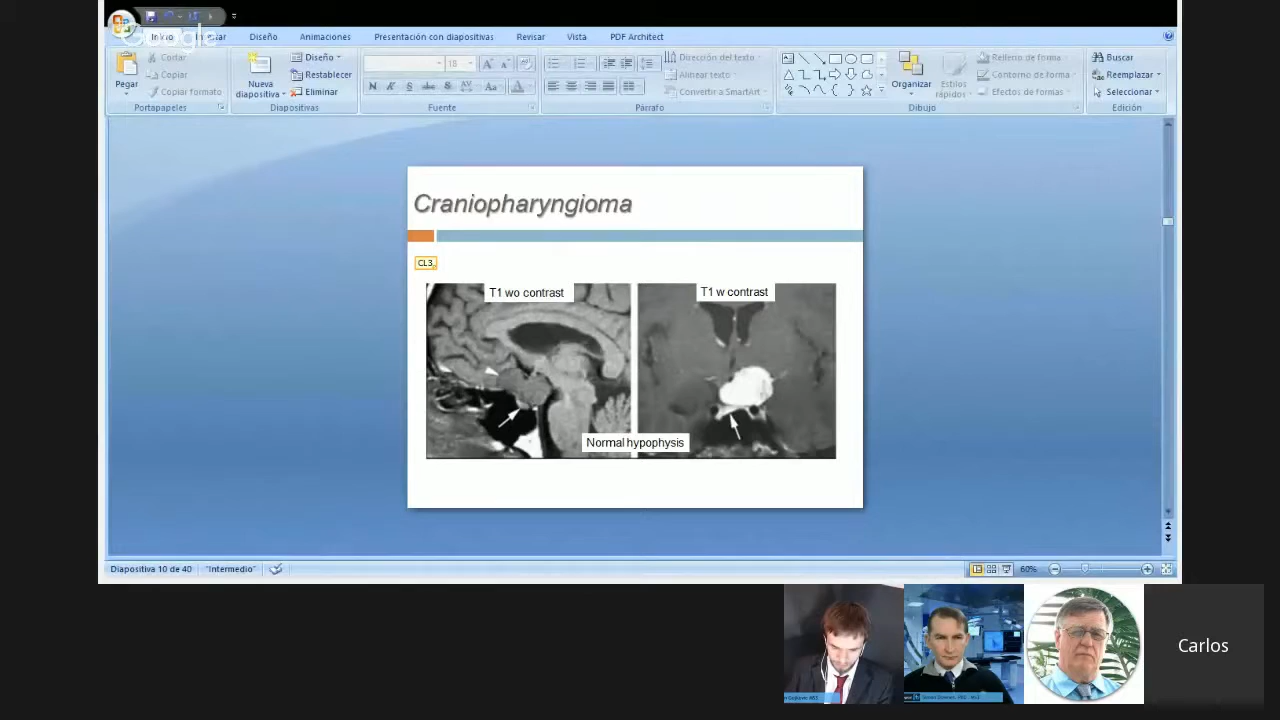 Google
Inicio
Diseño
Animaciones
Presentación con diapositivas
Revisar
Vista
PDF Architect
Pegar
Cortar
Copiar
Copiar formato
Portapapeles
Nueva
diapositiva
Diseño
Restablecer
Eliminar
Diapositivas
18
Fuente
Párrafo
Dirección del texto
Alinear texto
Convertir a SmartArt
Organizar
Estilos
rápidos
Relleno de forma
Contorno de forma
Efectos de formas
Dibujo
Buscar
Reemplazar
Seleccionar
Edición
Craniopharyngioma
CL3
T1 wo contrast
T1 w contrast
Normal hypophysis
Diapositiva 10 de 40
"Intermedio"
60%
Carlos